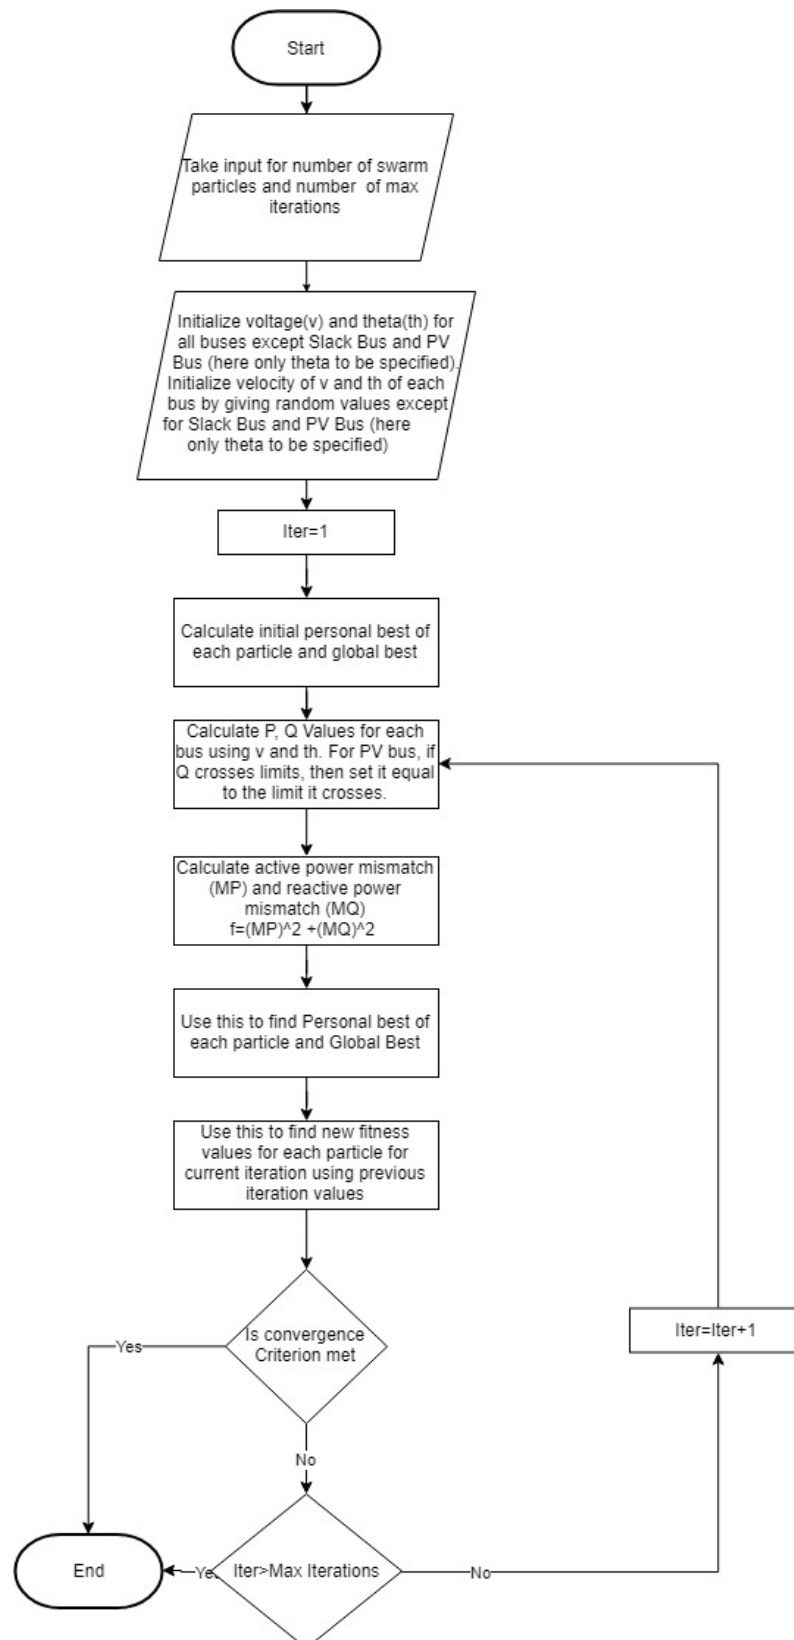 Start
Take input for number of swarm
particles and number of max
iterations
Initialize voltage(v) and theta(th) for
all buses except Slack Bus and PV
Bus (here only theta to be specified).
Initialize velocity of v and th of each
bus by giving random values except
for Slack Bus and PV Bus (here
only theta to be specified)
Iter=1
Calculate initial personal best of
each particle and global best
Calculate P, Q Values for each
bus using v and th. For PV bus, if
Q crosses limits, then set it equal
to the limit it crosses.
Calculate active power mismatch
(MP) and reactive power
mismatch (MQ)
f=(MP)^2 +(MQ)^2
Use this to find Personal best of
each particle and Global Best
Use this to find new fitness
values for each particle for
current iteration using previous
iteration values
Is convergence
Criterion met
Yes
Iter=Iter+1
No
End
Yes
Iter>Max Iterations
No